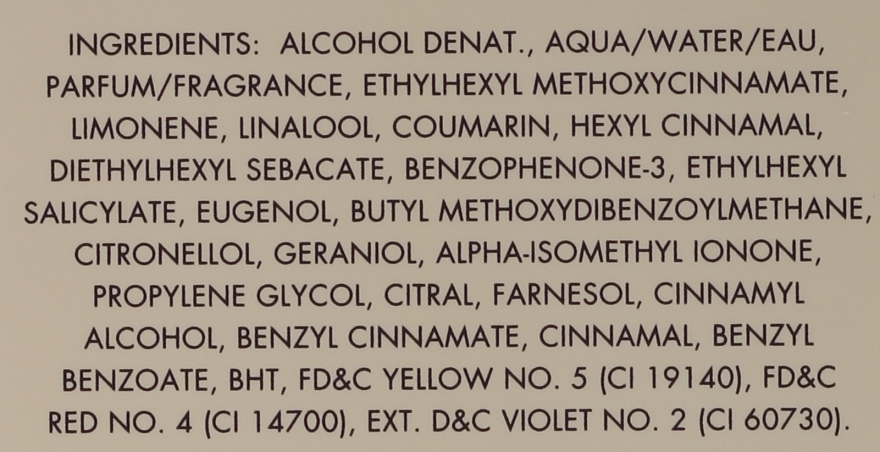 INGREDIENTS: ALCOHOL DENAT., AQUA/WATER/EAU,
PARFUM/FRAGRANCE, ETHYLHEXYL METHOXYCINNAMATE,
LIMONENE, LINALOOL, COUMARIN, HEXYL CINNAMAL,
DIETHYLHEXYL SEBACATE, BENZOPHENONE-3, ETHYLHEXYL
SALICYLATE, EUGENOL, BUTYL METHOXYDIBENZOYLMETHANE,
CITRONELLOL, GERANIOL, ALPHA-ISOMETHYL IONONE,
PROPYLENE GLYCOL, CITRAL, FARNESOL, CINNAMYL
ALCOHOL, BENZYL CINNAMATE, CINNAMAL, BENZYL
BENZOATE, BHT, FD&C YELLOW NO. 5 (CI 19140), FD&C
RED NO. 4 (CI 14700), EXT. D&C VIOLET NO. 2 (CI 60730).